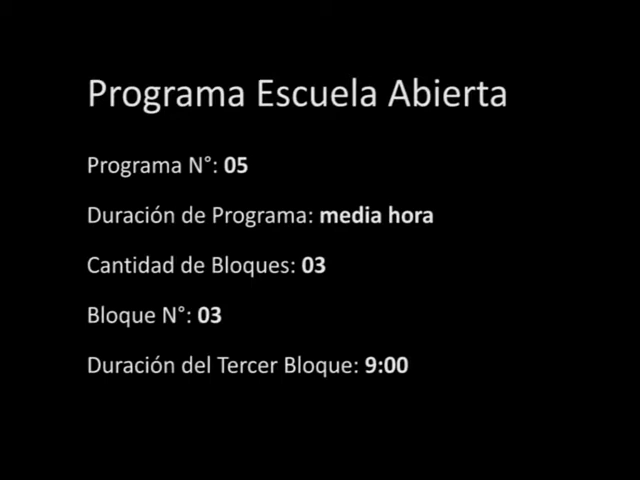 Programa Escuela Abierta
Programa N°: 05
Duración de Programa: media hora
Cantidad de Bloques: 03
Bloque N°: 03
Duración del Tercer Bloque: 9:00